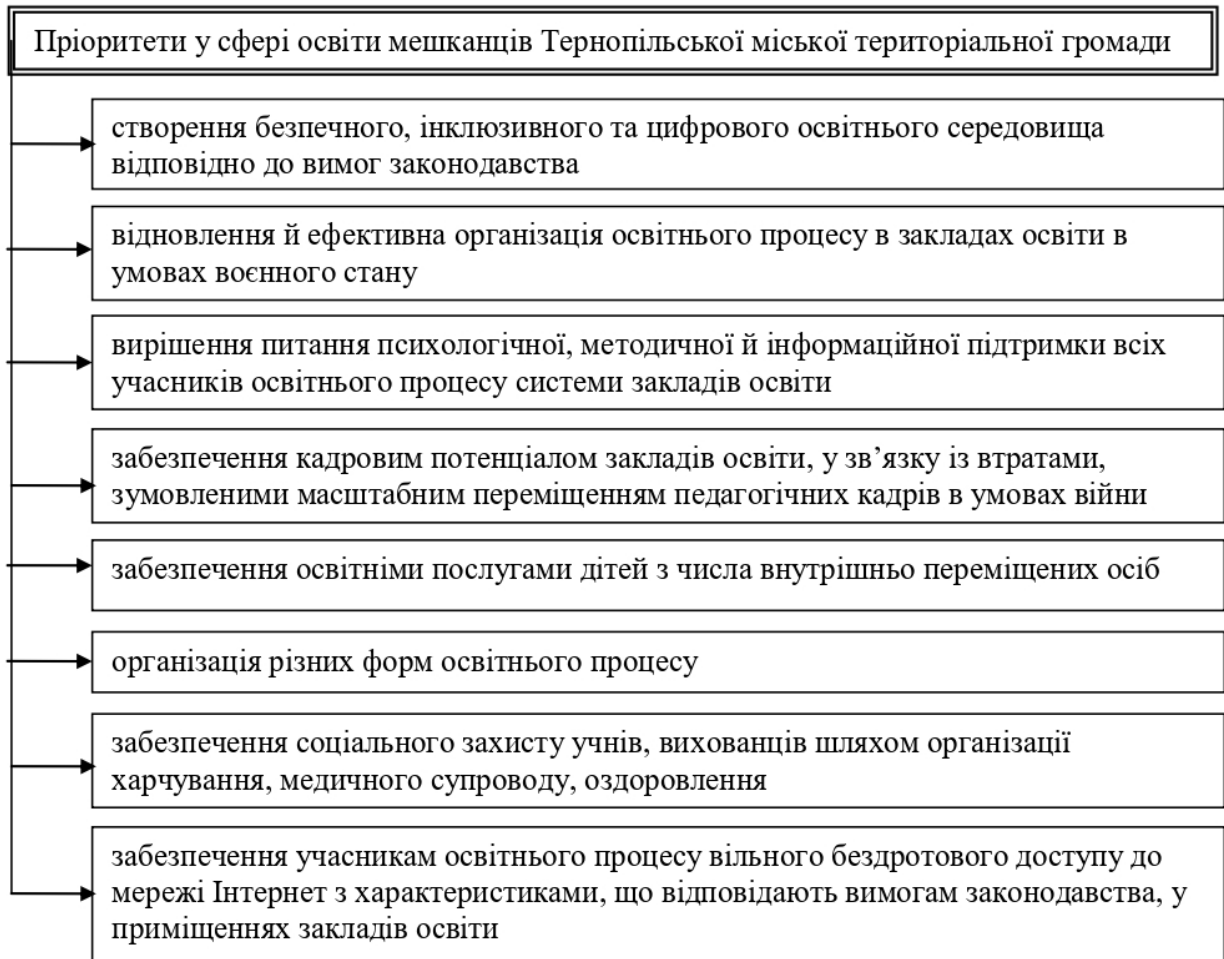 Пріоритети у сфері освіти мешканців Тернопільської міської територіальної громади
створення безпечного, інклюзивного та цифрового освітнього середовища
відповідно до вимог законодавства
відновлення й ефективна організація освітнього процесу в закладах освіти в
умовах воєнного стану
вирішення питання психологічної, методичної й інформаційної підтримки всіх
учасників освітнього процесу системи закладів освіти
забезпечення кадровим потенціалом закладів освіти, у зв’язку із втратами,
зумовленими масштабним переміщенням педагогічних кадрів в умовах війни
забезпечення освітніми послугами дітей з числа внутрішньо переміщених осіб
організація різних форм освітнього процесу
забезпечення соціального захисту учнів, вихованців шляхом організації
харчування, медичного супроводу, оздоровлення
забезпечення учасникам освітнього процесу вільного бездротового доступу до
мережі Інтернет з характеристиками, що відповідають вимогам законодавства, у
приміщеннях закладів освіти